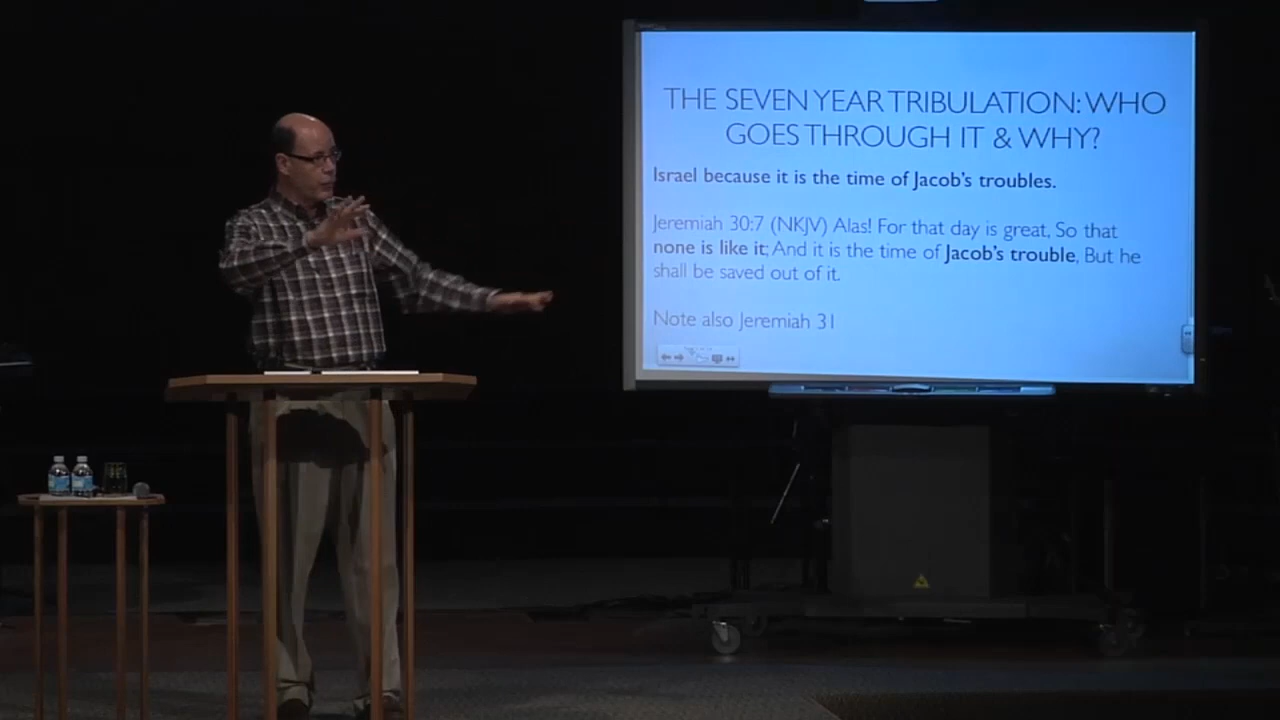 THE SEVEN YEAR TRIBULATION: WHO
GOES THROUGH IT & WHY?
Israel because it is the time of Jacob's troubles.
Jeremiah 30:7 (NKJV) Alas! For that day is great, So that
none is like it; And it is the time of Jacob's trouble, But he
shall be saved out of it.
Note also Jeremiah 31